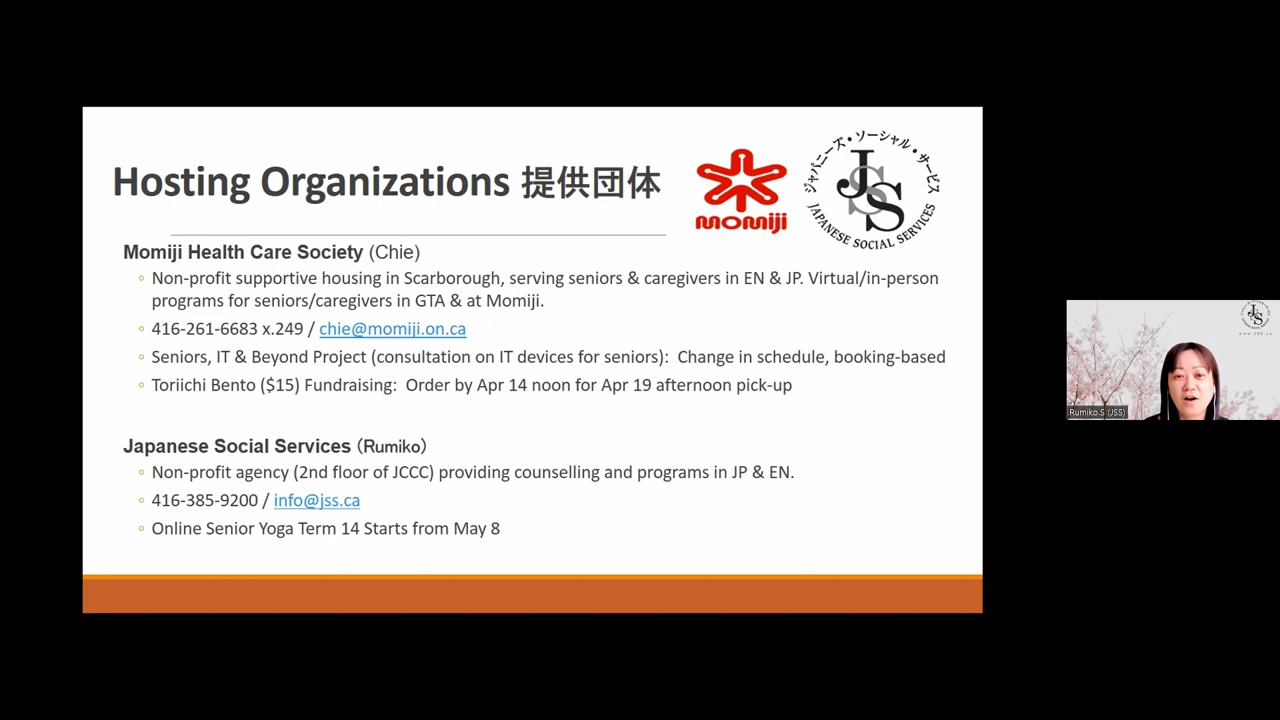 Hosting Organizations 提供団体
momiji
ジャパニーズ・ソーシャル・サービス
JSS
JAPANESE SOCIAL SERVICES
Momiji Health Care Society (Chie)
◦ Non-profit supportive housing in Scarborough, serving seniors & caregivers in EN & JP. Virtual/in-person
programs for seniors/caregivers in GTA & at Momiji.
◦ 416-261-6683 x.249 / chie@momiji.on.ca
◦ Seniors, IT & Beyond Project (consultation on IT devices for seniors): Change in schedule, booking-based
◦ Toriichi Bento ($15) Fundraising: Order by Apr 14 noon for Apr 19 afternoon pick-up
Japanese Social Services (Rumiko)
◦ Non-profit agency (2nd floor of JCCC) providing counselling and programs in JP & EN.
◦ 416-385-9200 / info@jss.ca
◦ Online Senior Yoga Term 14 Starts from May 8
JSS
Rumiko.S (JSS)